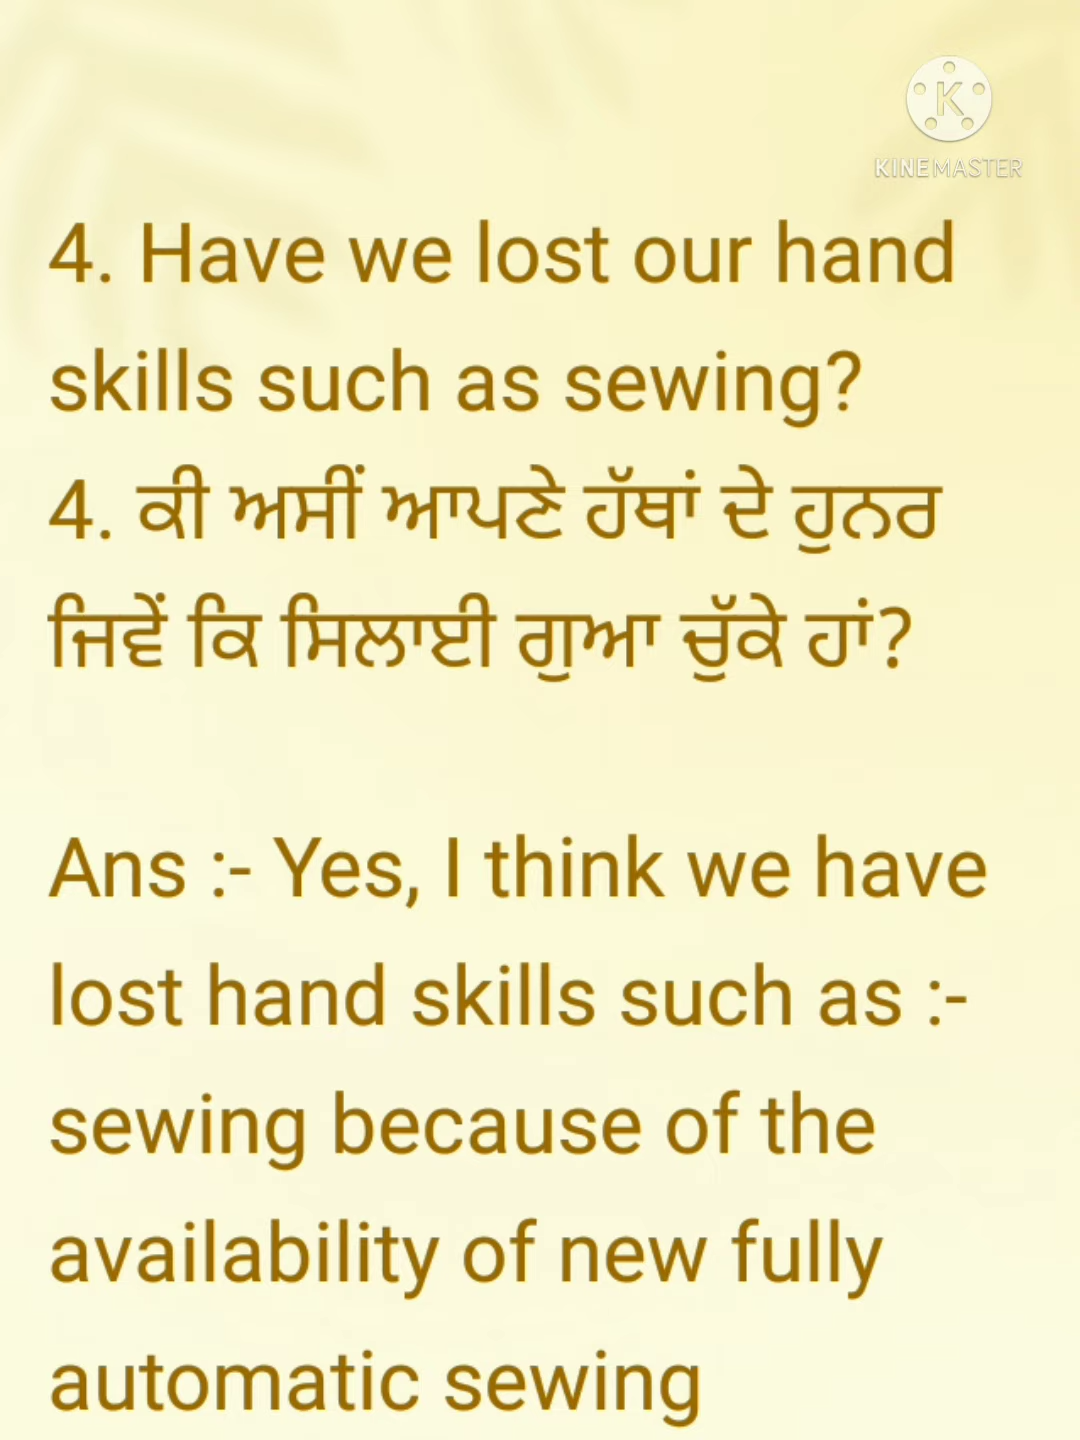 KINEMASTER
4. Have we lost our hand
skills such as sewing?
4. ਕੀ ਅਸੀਂ ਆਪਣੇ ਹੱਥਾਂ ਦੇ ਹੁਨਰ
ਜਿਵੇਂ ਕਿ ਸਿਲਾਈ ਗੁਆ ਚੁੱਕੇ ਹਾਂ?
Ans :- Yes, I think we have
lost hand skills such as :-
sewing because of the
availability of new fully
automatic sewing